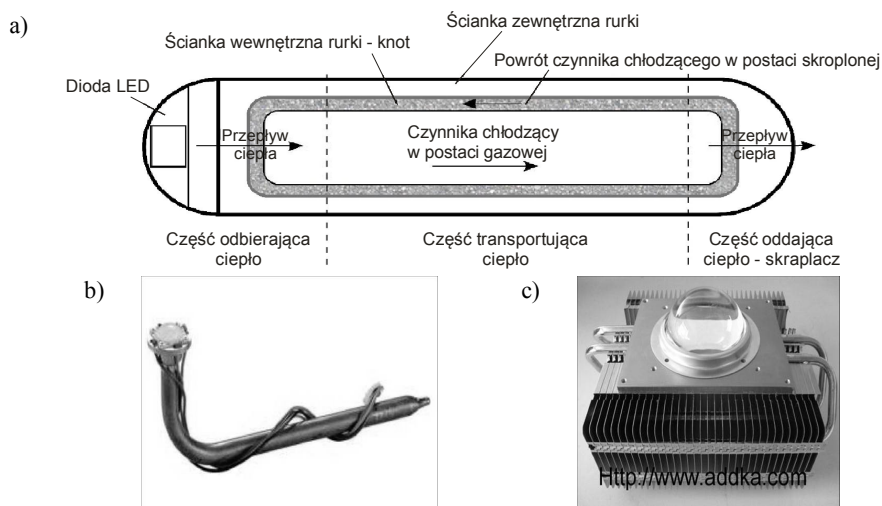 a)
Ścianka zewnętrzna rurki
Ścianka wewnętrzna rurki - knot
Powrót czynnika chłodzącego w postaci skroplonej
Dioda LED
Przepływ
ciepła
Czynnika chłodzący
w postaci gazowej
Przepływ
ciepła
Część odbierająca
ciepło
Część transportująca
ciepło
Część oddająca
ciepło - skraplacz
b)
c)
Http://www.addka.com